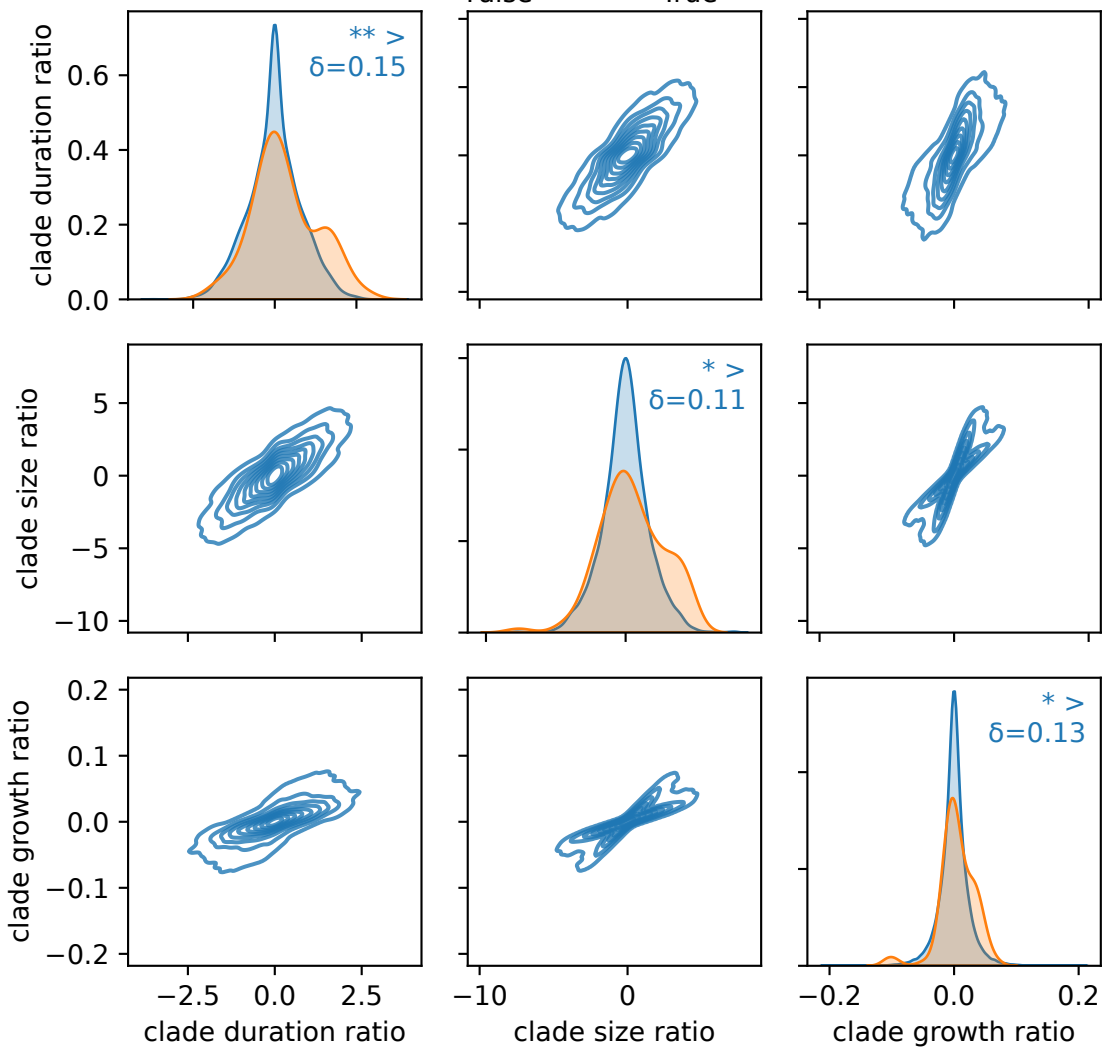 False True
clade duration ratio
0.6
0.4
0.2
0.0
** >
δ=0.15
clade size ratio
5
0
−5
−10
* >
δ=0.11
clade growth ratio
0.2
0.1
0.0
−0.1
−0.2
* >
δ=0.13
−2.5 0.0 2.5
−10 0
−0.2 0.0 0.2
clade duration ratio
clade size ratio
clade growth ratio